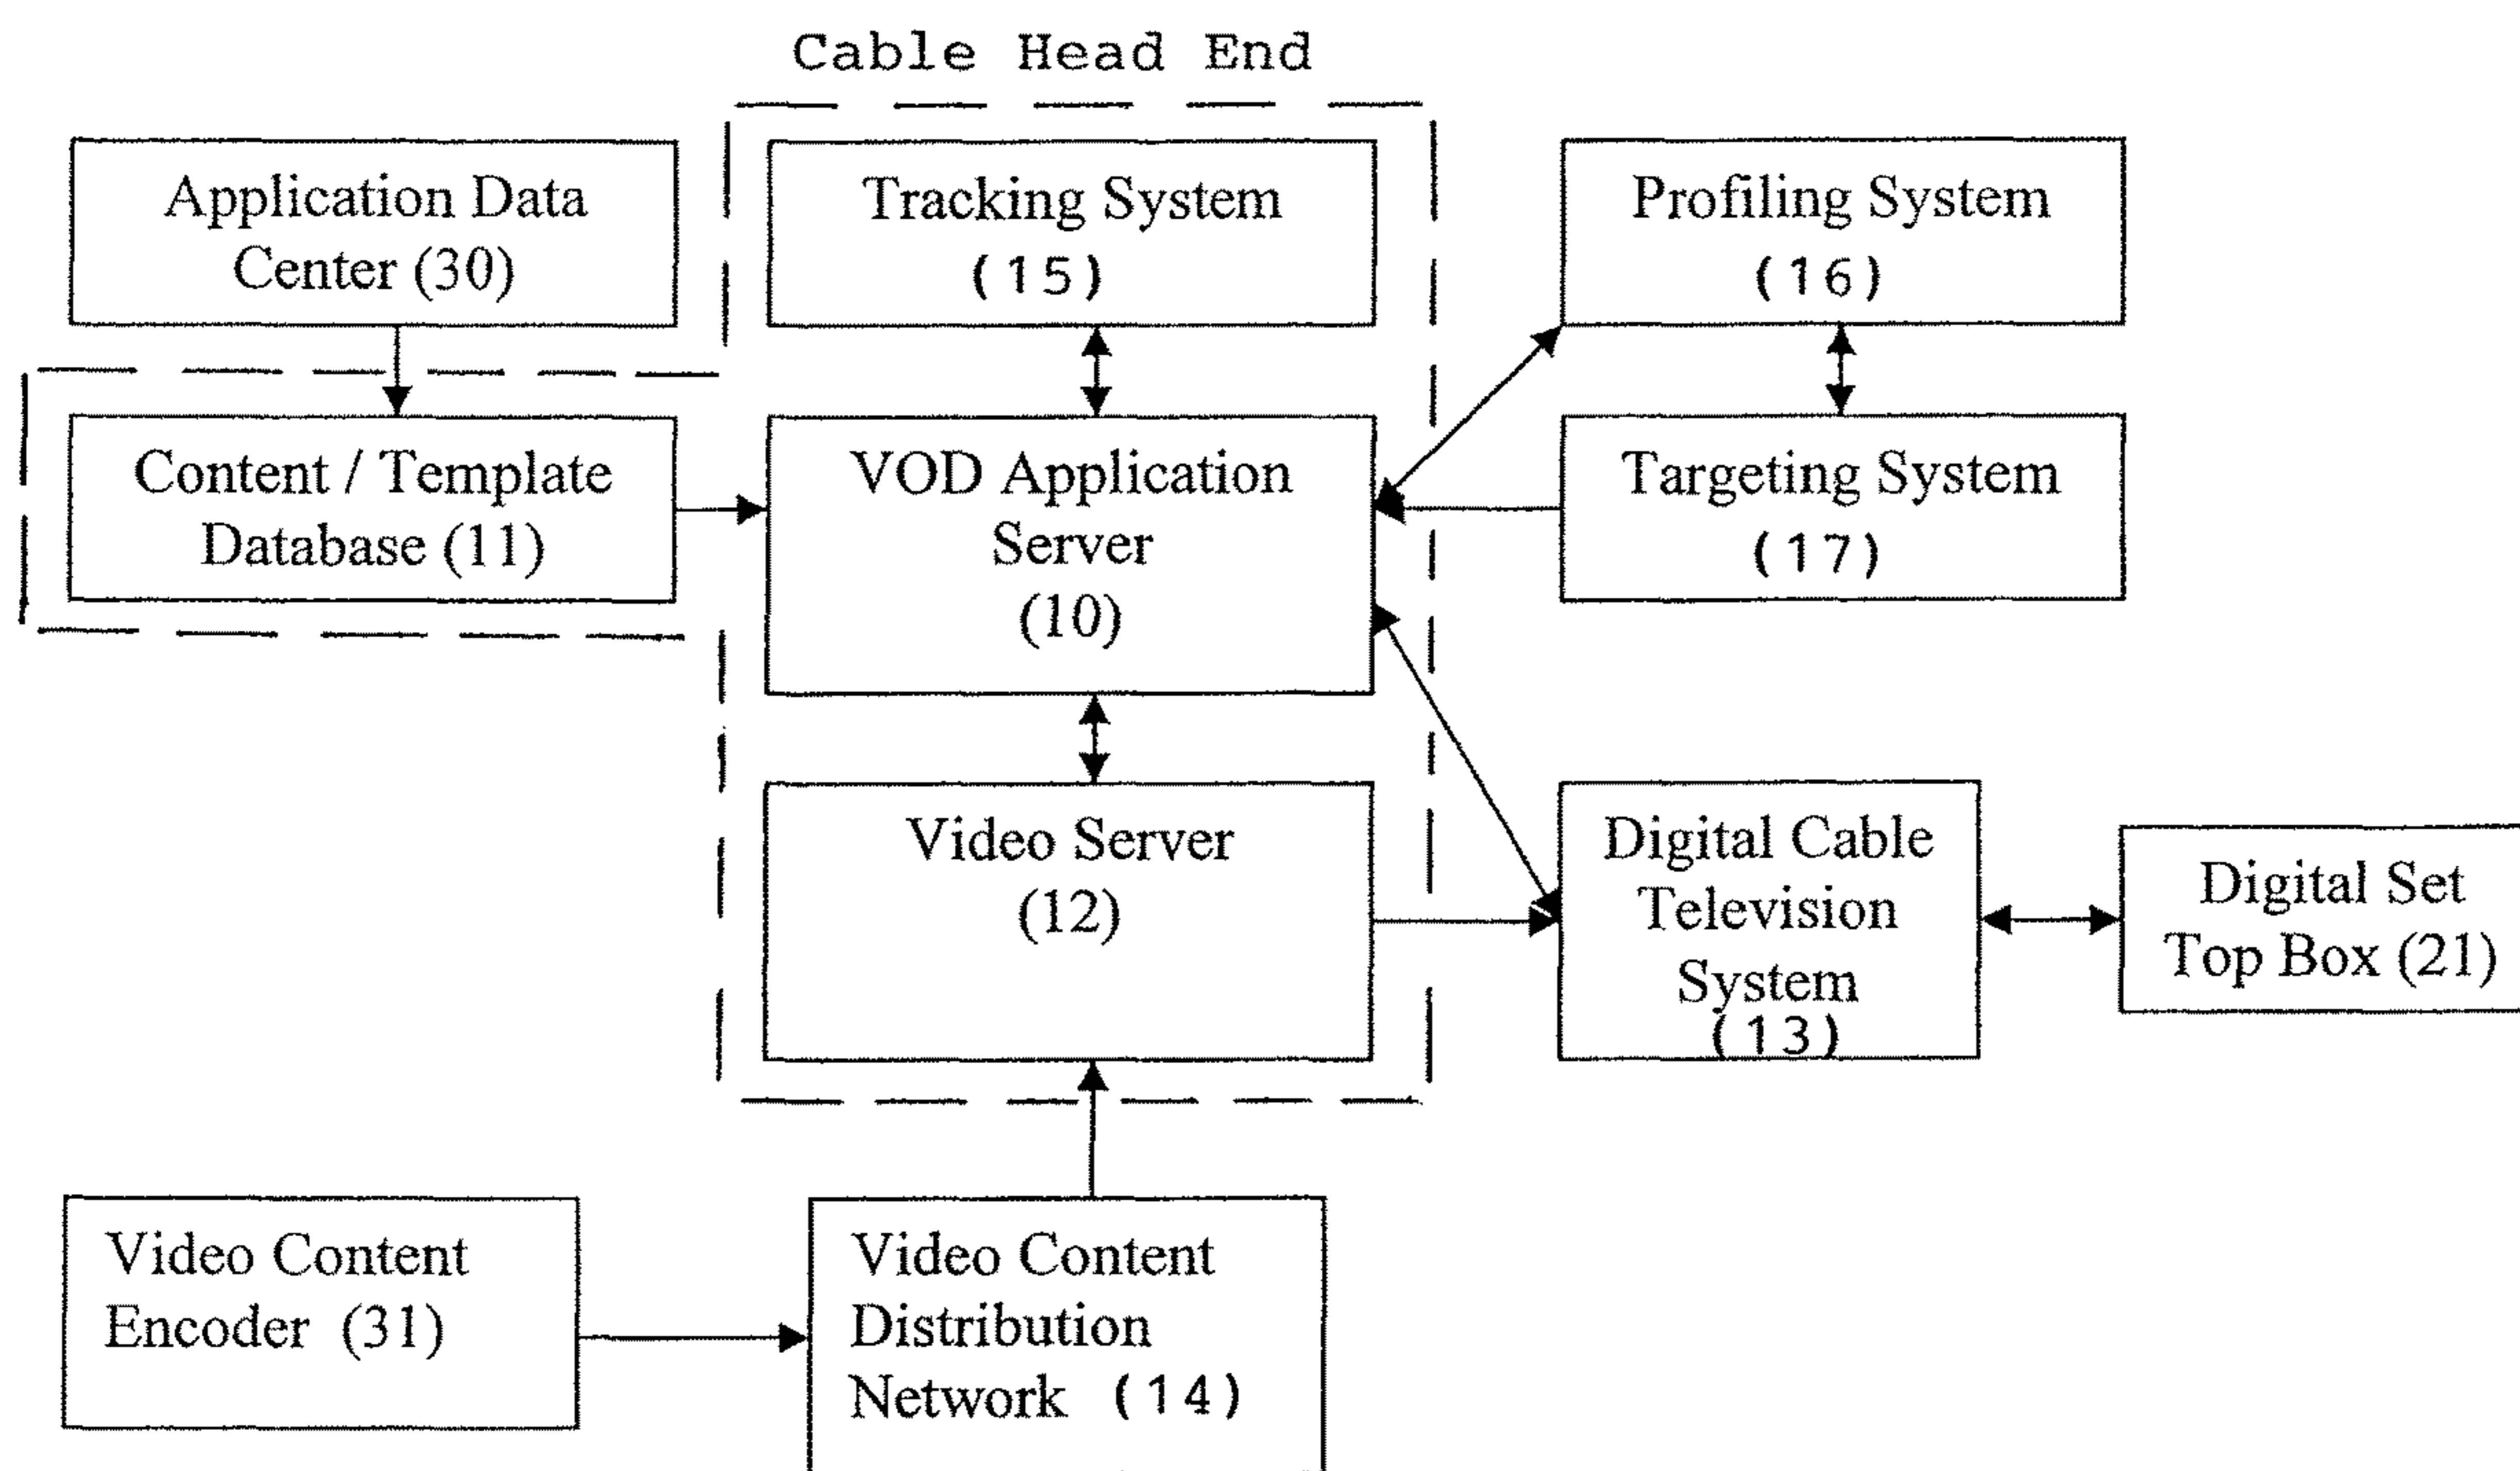 Cable Head End
Application Data
Center (30)
Tracking System
(15)
Profiling System
(16)
Content / Template
Database (11)
VOD Application
Server
(10)
Targeting System
(17)
Video Server
(12)
Digital Cable
Television
System
(13)
Digital Set
Top Box (21)
Video Content
Encoder (31)
Video Content
Distribution
Network (14)